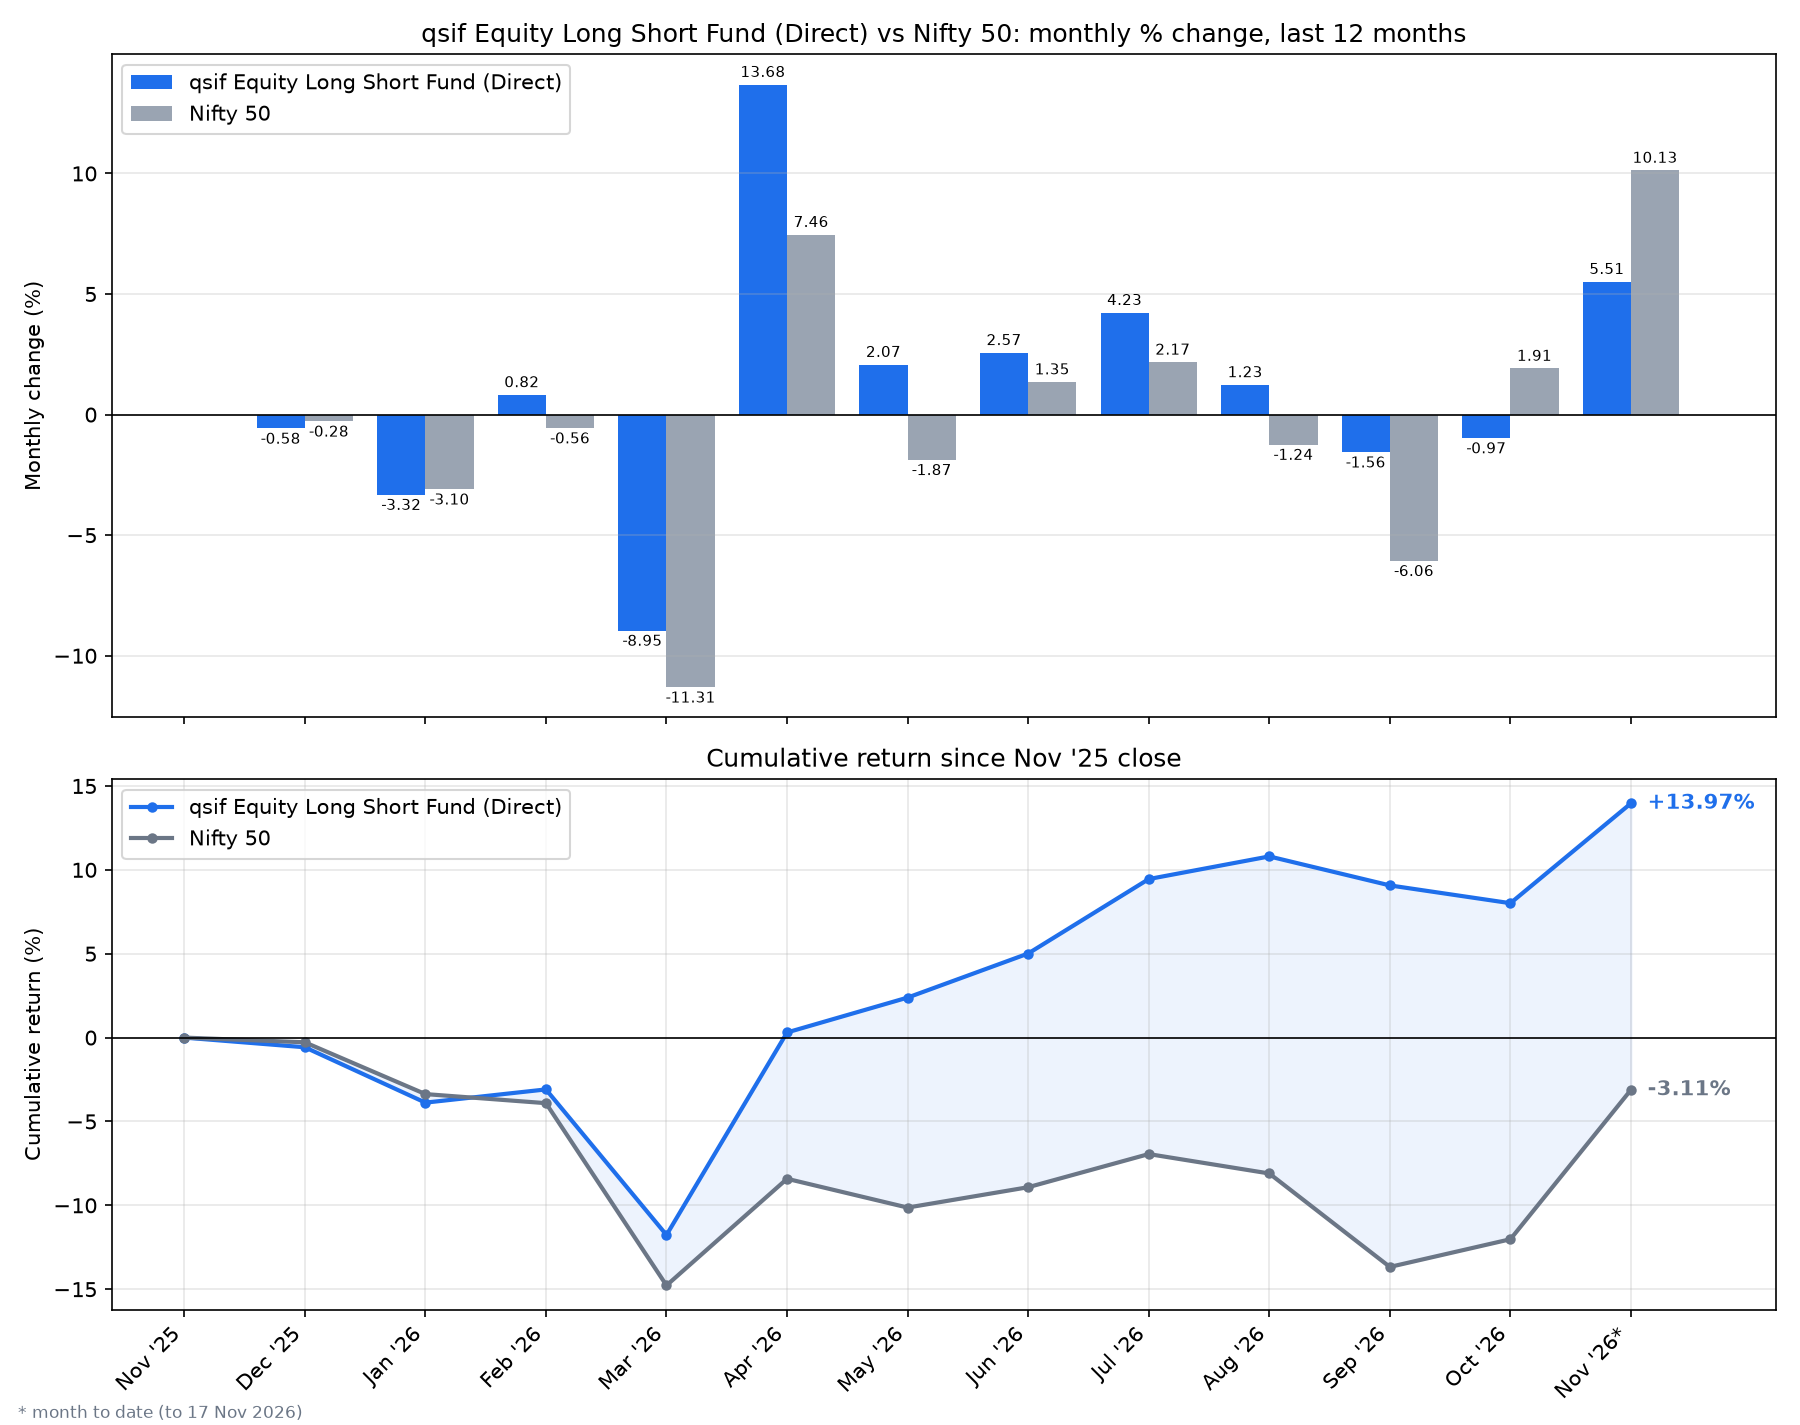 qsif Equity Long Short Fund (Direct) vs Nifty 50: monthly % change, last 12 months
qsif Equity Long Short Fund (Direct)
Nifty 50
Monthly change (%)
10
5
0
−5
−10
-0.58
-0.28
-3.32
-3.10
0.82
-0.56
-8.95
-11.31
13.68
7.46
2.07
-1.87
2.57
1.35
4.23
2.17
1.23
-1.24
-1.56
-6.06
-0.97
1.91
5.51
10.13
Cumulative return since Nov '25 close
qsif Equity Long Short Fund (Direct)
Nifty 50
Cumulative return (%)
15
10
5
0
−5
−10
−15
+13.97%
-3.11%
Nov '25
Dec '25
Jan '26
Feb '26
Mar '26
Apr '26
May '26
Jun '26
Jul '26
Aug '26
Sep '26
Oct '26
Nov '26*
* month to date (to 17 Nov 2026)